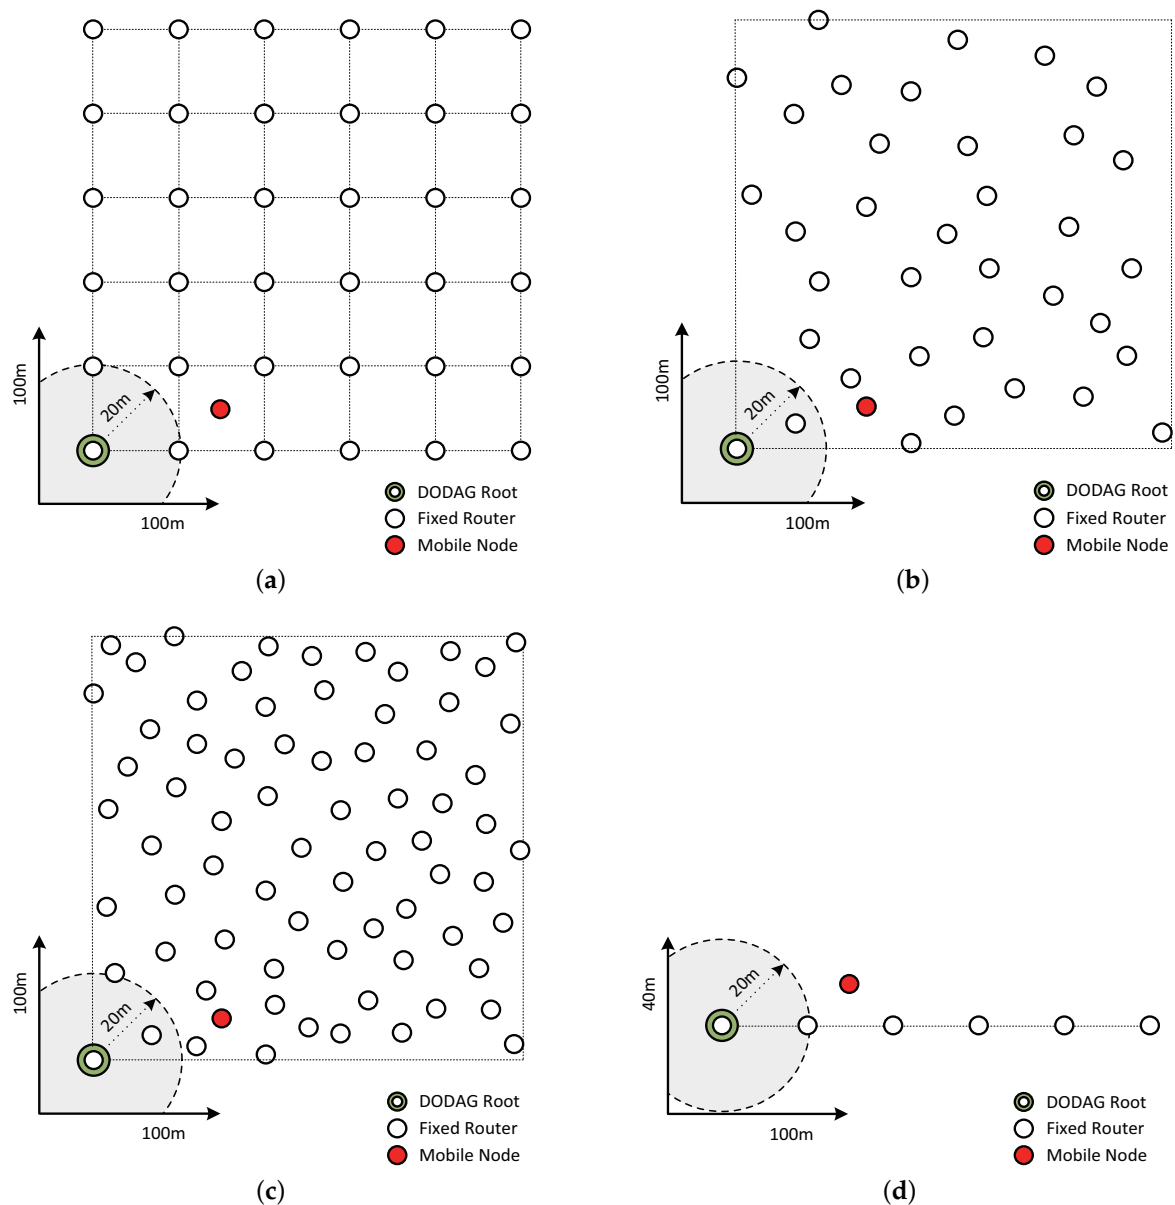 100m
20m
100m
DODAG Root
Fixed Router
Mobile Node
(a)
100m
20m
100m
DODAG Root
Fixed Router
Mobile Node
(b)
100m
20m
100m
DODAG Root
Fixed Router
Mobile Node
(c)
40m
20m
100m
DODAG Root
Fixed Router
Mobile Node
(d)